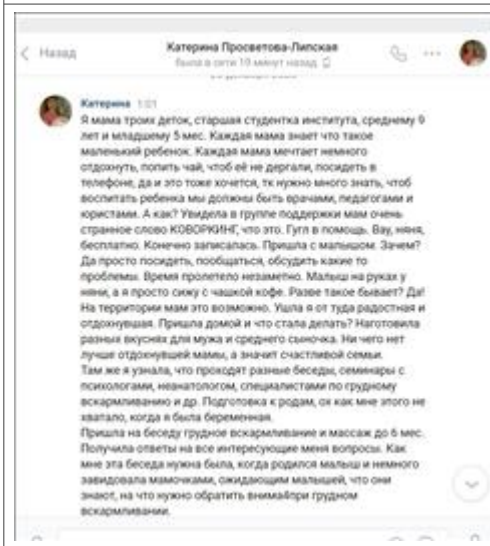 Назад
Катерина Просветова-Липская
была в сети 19 минут назад
Катерина 1:01
Я мама троих деток, старшая студентка института, среднему 9
лет и младшему 5 мес. Каждая мама знает что такое
маленький ребенок. Каждая мама мечтает немного
отдохнуть, попить чай, чтоб её не дергали, посидеть в
телефоне, да и это тоже хочется, тк нужно много знать, чтоб
воспитать ребенка мы должны быть врачами, педагогами и
юристами. А как? Увидела в группе поддержки мам очень
странное слово КОВОРКИНГ, что это. Гугл в помощь. Вау, няня,
бесплатно. Конечно записалась. Пришла с малышом. Зачем?
Да просто посидеть, пообщаться, обсудить какие то
проблемы. Время пролетело незаметно. Малыш на руках у
няни, а я просто сижу с чашкой кофе. Разве такое бывает? Да!
На территории мам это возможно. Ушла я от туда радостная и
отдохнувшая. Пришла домой и что стала делать? Наготовила
разных вкуснях для мужа и среднего сыночка. Ни чего нет
лучше отдохнувшей мамы, а значит счастливой семьи.
Там же я узнала, что проходят разные беседы, семинары с
психологами, неанатологом, специалистами по грудному
вскармливанию и др. Подготовка к родам, ох как мне этого не
хватало, когда я была беременная.
Пришла на беседу грудное вскармливание и массаж до 6 мес.
Получила ответы на все интересующие меня вопросы. Как
мне эта беседа нужна была, когда родился малыш и немного
завидовала мамочками, ожидающим малышей, что они
знают, на что нужно обратить внима4при грудном
вскармливании.